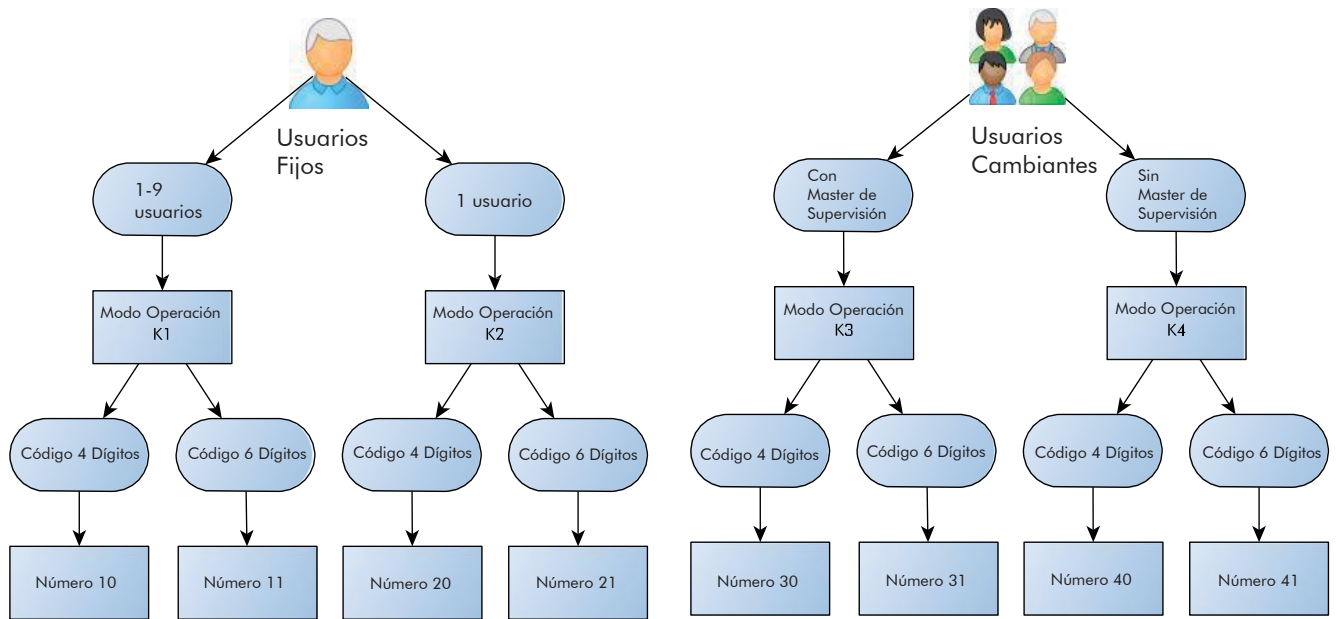 Usuarios
Fijos
1-9
usuarios
1 usuario
Modo Operación
K1
Modo Operación
K2
Código 4 Dígitos
Código 6 Dígitos
Código 4 Dígitos
Código 6 Dígitos
Número 10
Número 11
Número 20
Número 21
Usuarios
Cambiantes
Con
Master de
Supervisión
Sin
Master de
Supervisión
Modo Operación
K3
Modo Operación
K4
Código 4 Dígitos
Código 6 Dígitos
Código 4 Dígitos
Código 6 Dígitos
Número 30
Número 31
Número 40
Número 41